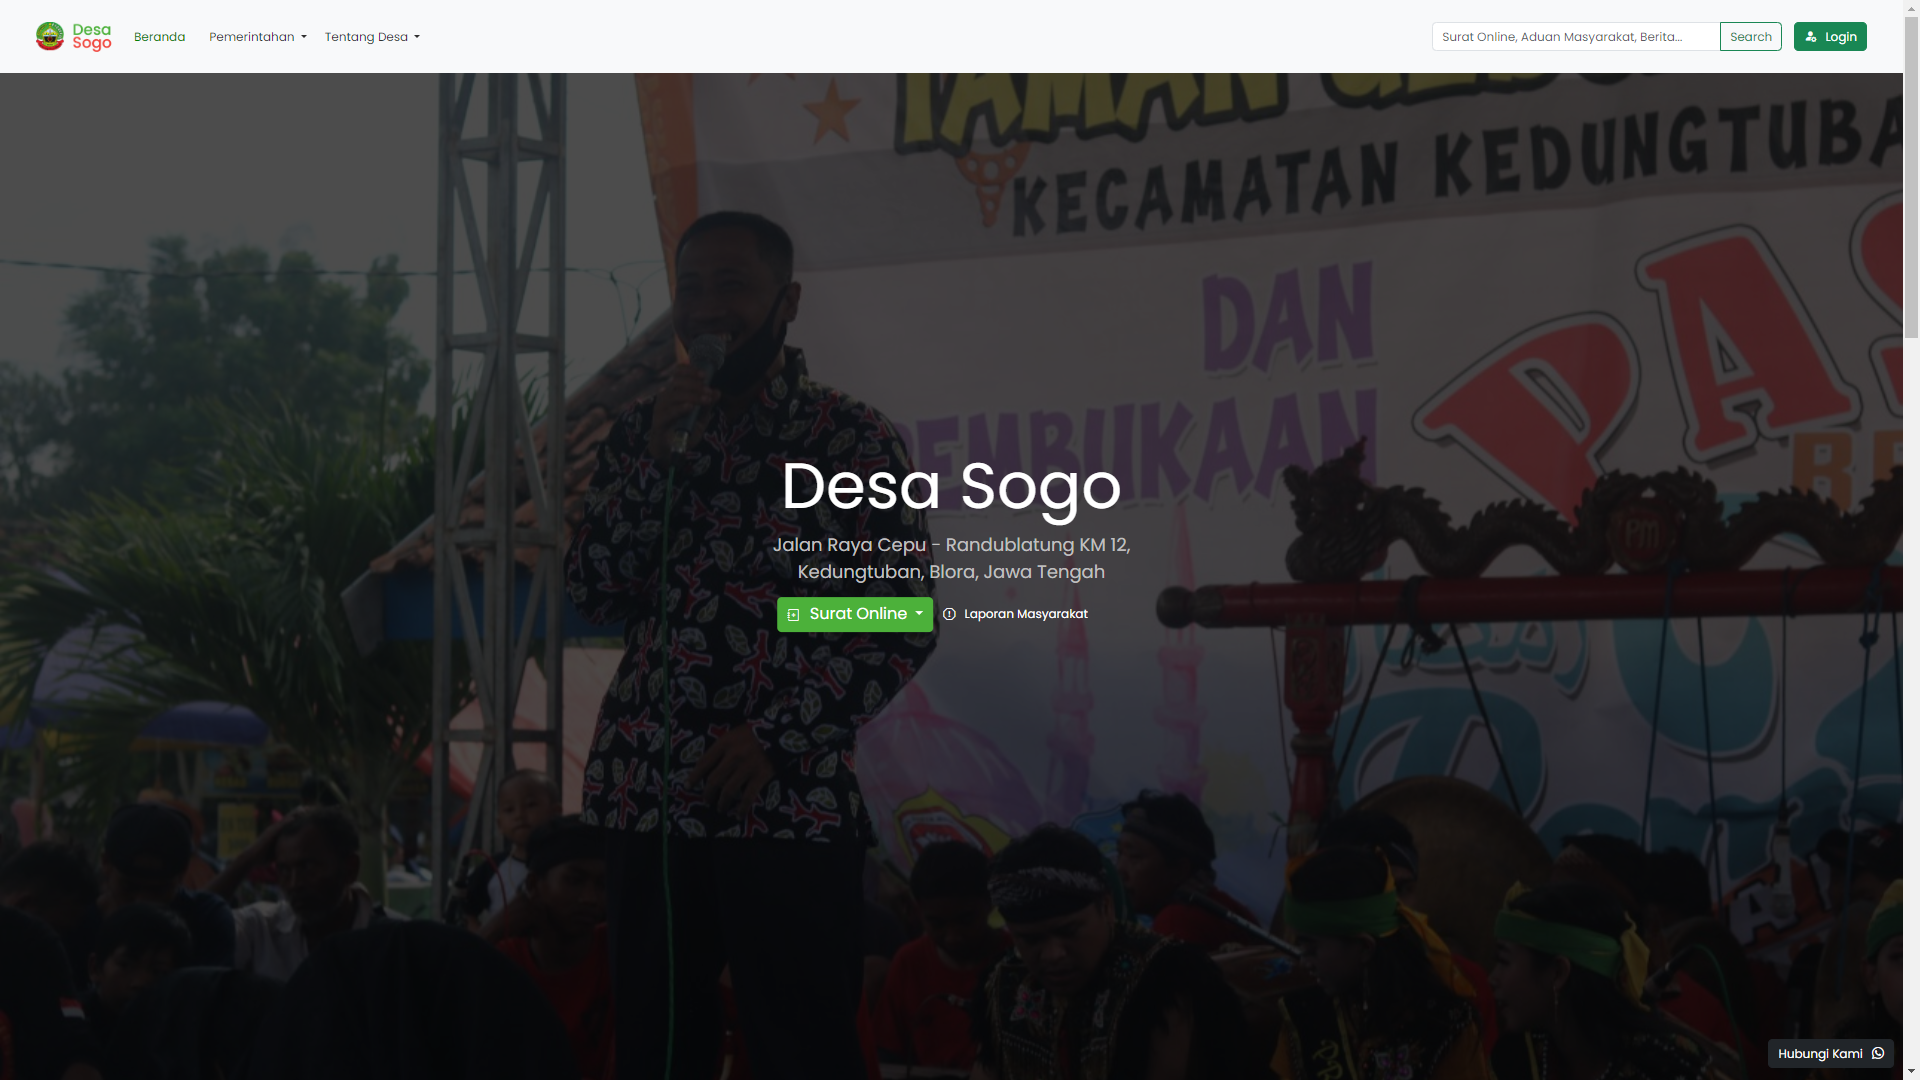 Desa
Sogo
Beranda
Pemerintahan
Tentang Desa
Surat Online, Aduan Masyarakat, Berita...
Search
Login
KECAMATAN KEDUNGTUBA
DAN
PEMBUKAAN
Desa Sogo
Jalan Raya Cepu - Randublatung KM 12,
Kedungtuban, Blora, Jawa Tengah
Surat Online
Laporan Masyarakat
PM
Hubungi Kami